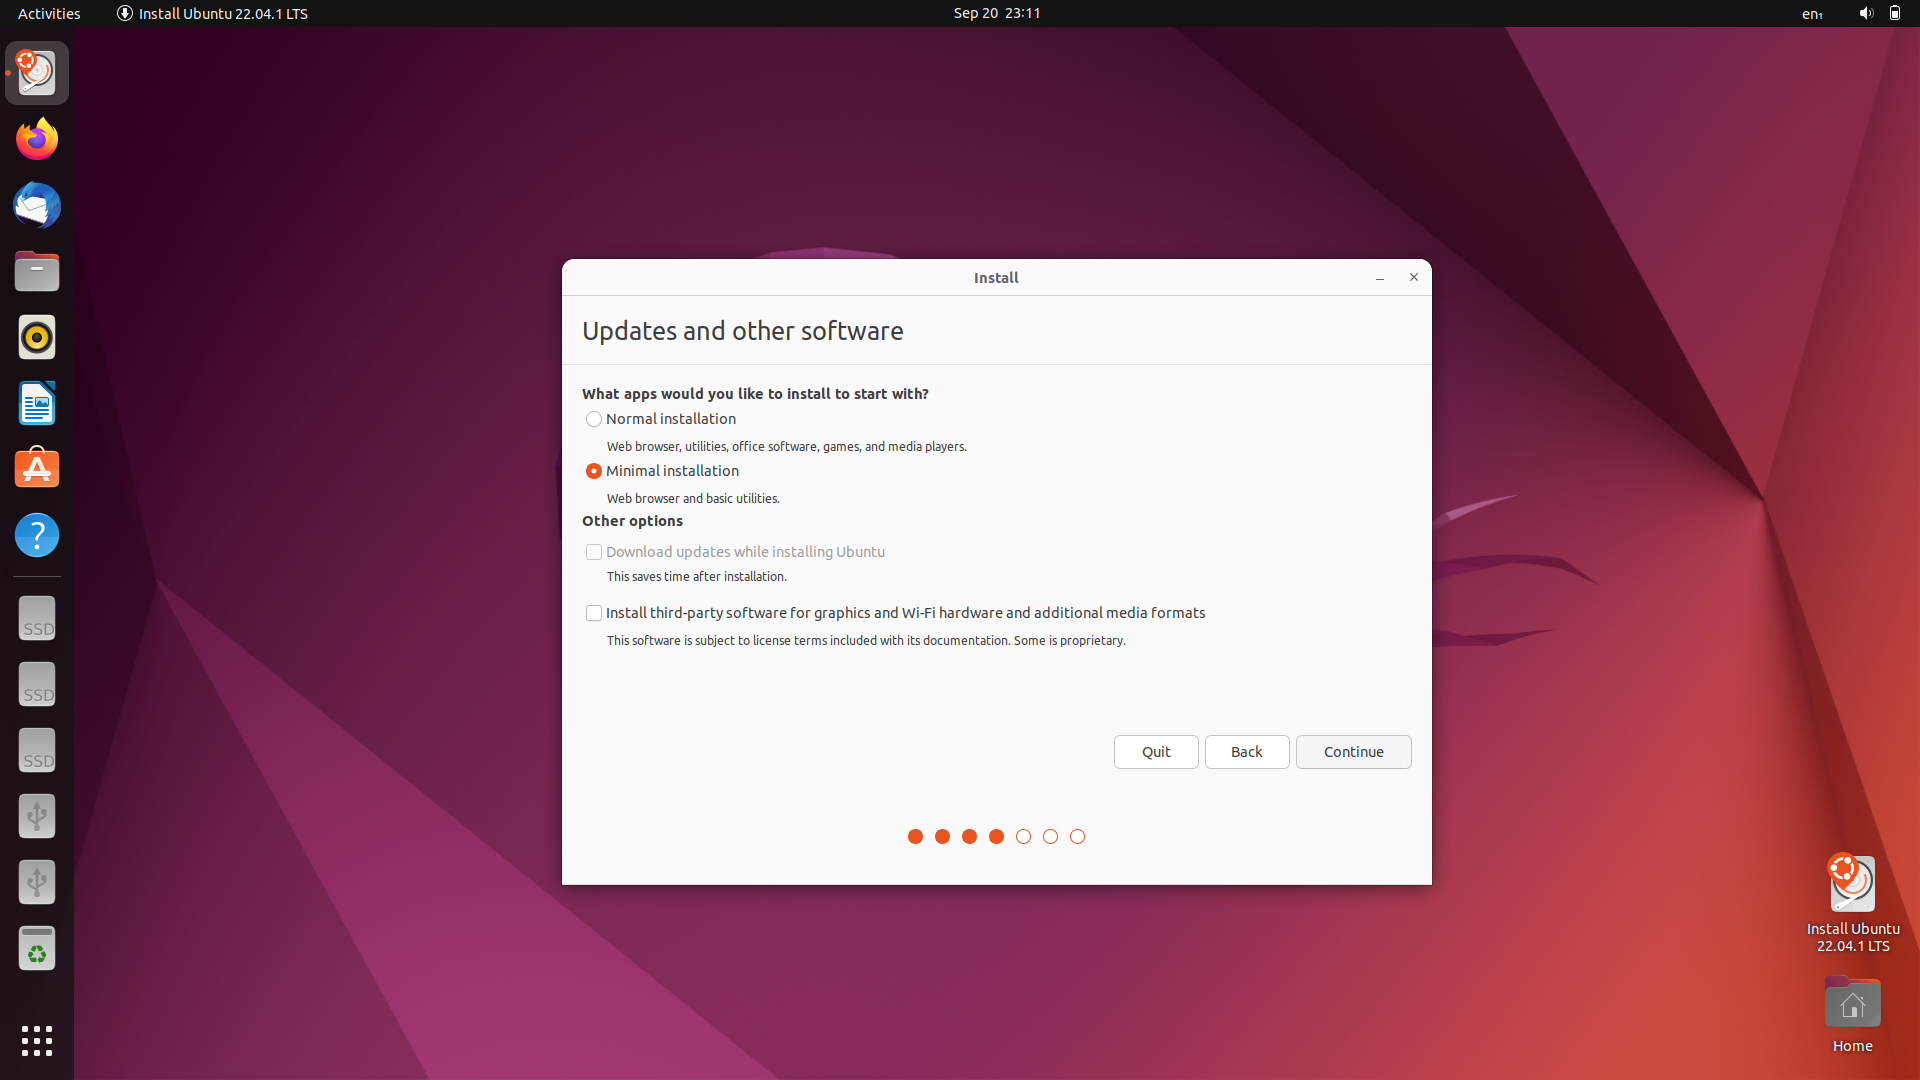 Activities
Install Ubuntu 22.04.1 LTS
Sep 20 23:11
en₁
Install
Updates and other software
What apps would you like to install to start with?
Normal installation
Web browser, utilities, office software, games, and media players.
Minimal installation
Web browser and basic utilities.
Other options
Download updates while installing Ubuntu
This saves time after installation.
Install third-party software for graphics and Wi-Fi hardware and additional media formats
This software is subject to license terms included with its documentation. Some is proprietary.
Quit
Back
Continue
SSD
SSD
SSD
Install Ubuntu
22.04.1 LTS
Home